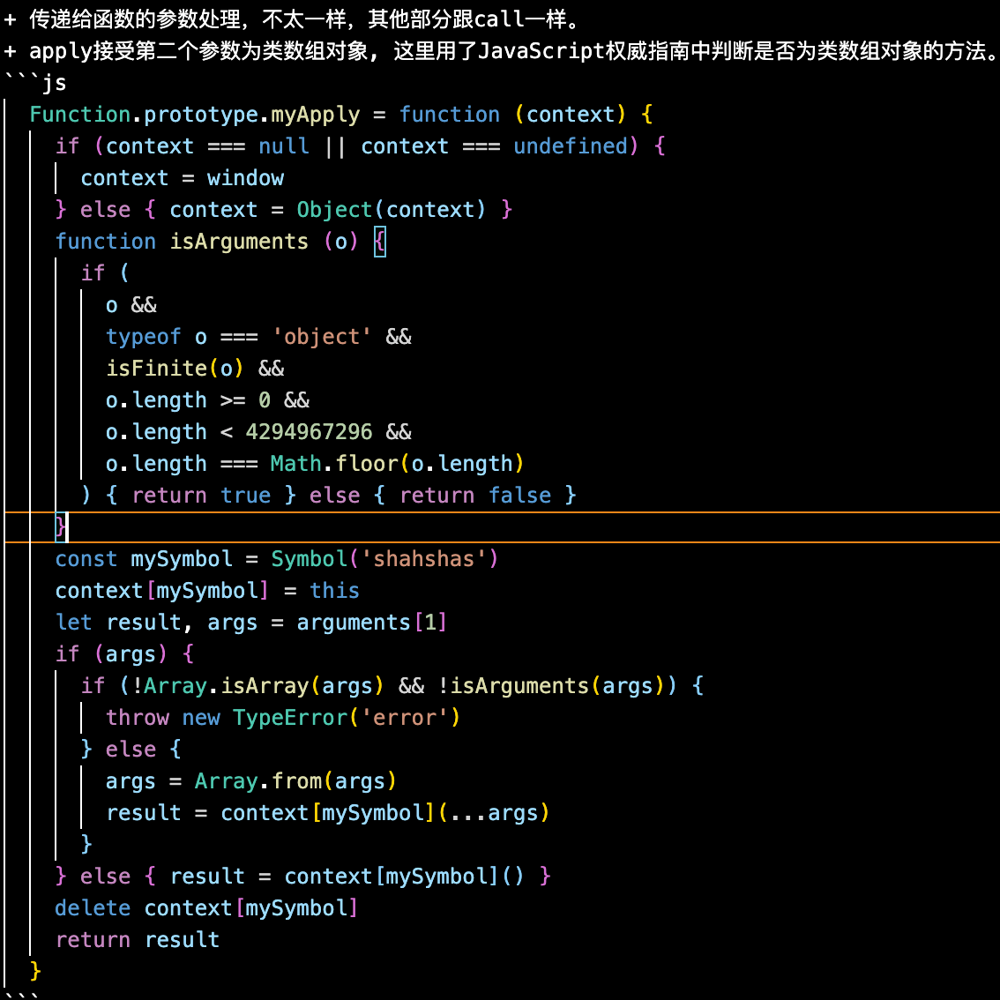 + 传递给函数的参数处理，不太一样，其他部分跟call一样。
+ apply接受第二个参数为类数组对象, 这里用了JavaScript权威指南中判断是否为类数组对象的方法。
```js
Function.prototype.myApply = function (context) {
if (context === null || context === undefined) {
context = window
} else { context = Object(context) }
function isArguments (o) {
if (
o &&
typeof o === 'object' &&
isFinite(o) &&
o.length >= 0 &&
o.length < 4294967296 &&
o.length === Math.floor(o.length)
) { return true } else { return false }
}
const mySymbol = Symbol('shahshas')
context[mySymbol] = this
let result, args = arguments[1]
if (args) {
if (!Array.isArray(args) && !isArguments(args)) {
throw new TypeError('error')
} else {
args = Array.from(args)
result = context[mySymbol](...args)
}
} else { result = context[mySymbol]() }
delete context[mySymbol]
return result
}
```